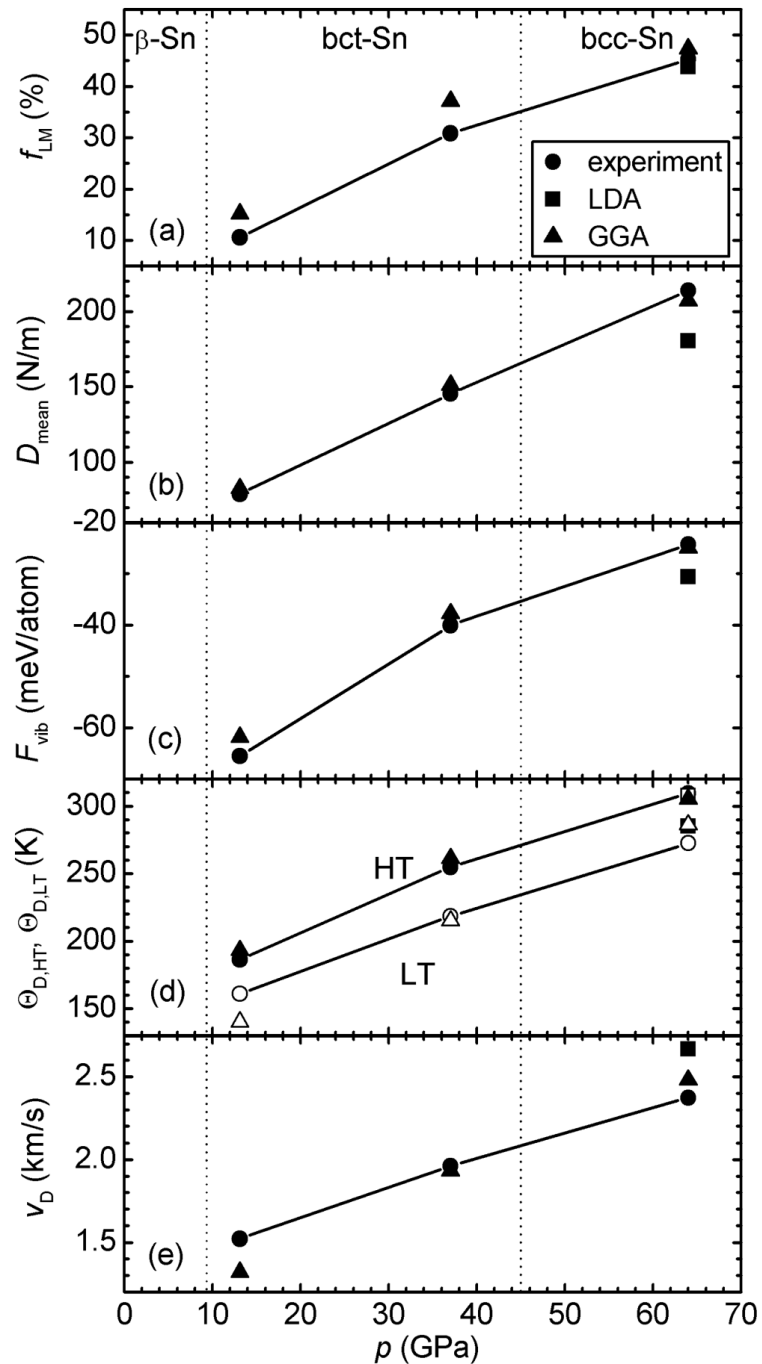 β-Sn bct-Sn bcc-Sn
50
40
30
20
10
f_LM (%)
experiment
LDA
GGA
(a)
200
150
100
D_mean (N/m)
(b)
-20
-40
-60
F_vib (meV/atom)
(c)
300
250
200
150
Θ_D,HT, Θ_D,LT (K)
HT
LT
(d)
2.5
2.0
1.5
v_D (km/s)
(e)
0 10 20 30 40 50 60 70
p (GPa)